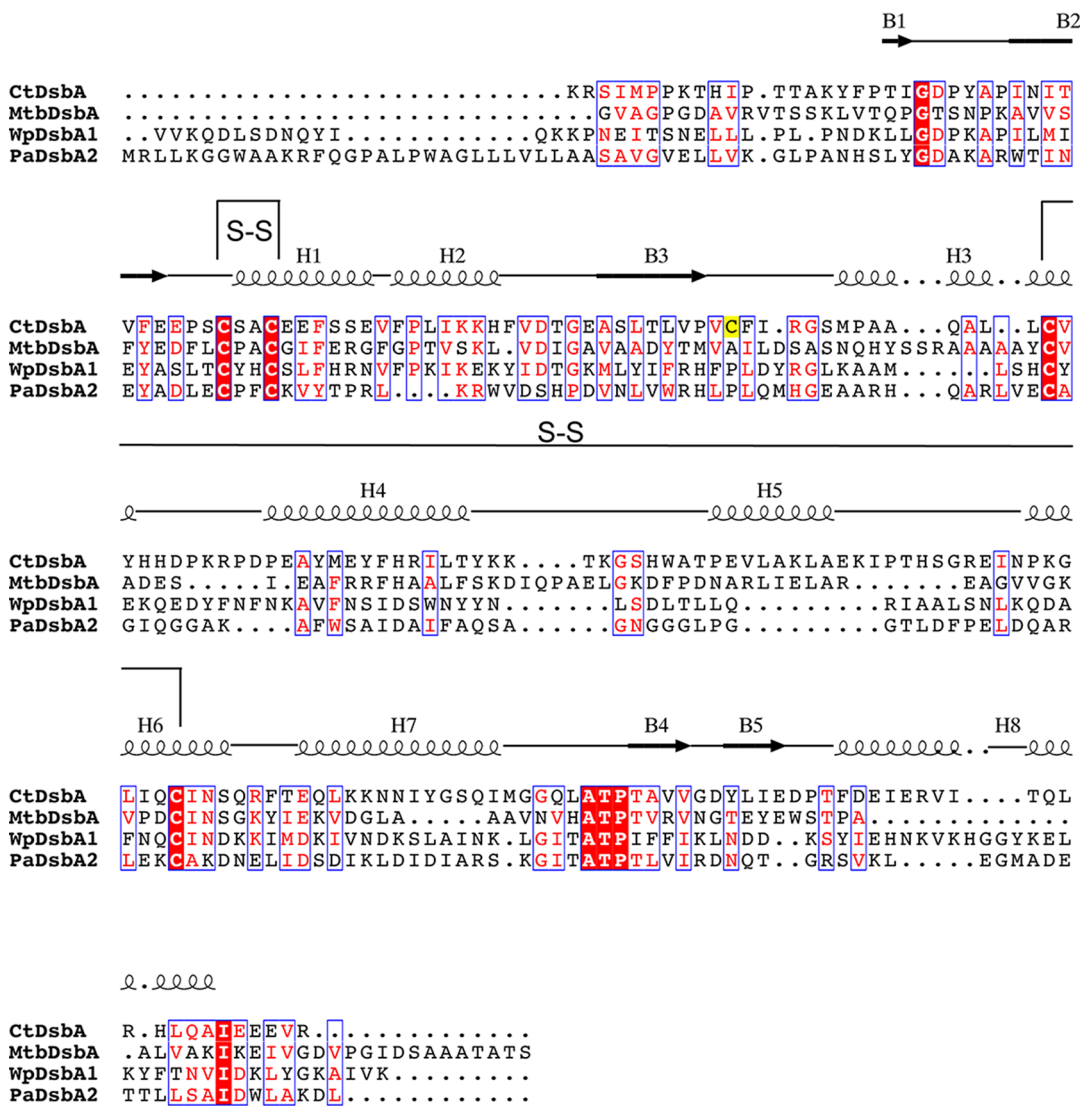 B1 B2
CtDsbA ............................KRSIMPPKTHIP.TTAKYFPTIGDPYAPINIT
MtbDsbA ..............................GVAGPGDAVRVTSSKLVTQPGTSNPKAVVS
WpDsbA1 ..VVKQDLSDNQYI............QKKPNEITSNELLL.PL.PNDKLLGDPKAPILMI
PaDsbA2 MRLLKGGWAAKRFQGPALPWAGLLLVLLAASAVGVELLVK.GLPANHSLYGDAKARWTIN
S-S
H1 H2 B3 H3
... ..
CtDsbA VFEEPSCSACEEFSSEVFPLIKKHFVDTGEASLTLVPVCFI.RGSMPAA...QAL..LCV
MtbDsbA FYEDFLCPACGIFERGFGPTVSKL.VDIGAVAADYTMVAILDSASNQHYSSRAAAAAYCV
WpDsbA1 EYASLTCYHCSLFHRNVFPKIKEKYIDTGKMLYIFRHFPLDYRGLKAAM......LSHCY
PaDsbA2 EYADLECPFCKVYTPRL....KRWVDSHPDVNLVWRHLPLQMHGEAARH...QARLVECA
S-S
H4 H5
CtDsbA YHHDPKRPDPEAYMEYFHRILTYKK....TKGSHWATPEVLAKLAEKIPTHSGREINPKG
MtbDsbA ADES.....I.EAFRRFHAALFSKDIQPAELGKDFPDNARLIELAR.......EAGVVGK
WpDsbA1 EKQEDYFNFNKAVFNSIDSWNYYN.......LSDLTLLQ.........RIAALSNLKQDA
PaDsbA2 GIQGGAK....AFWSAIDAIFAQSA......GNGGGLPG.........GTLDFPELDQAR
H6 H7 B4 B5 H8
..
CtDsbA LIQCINSQRFTEQLKKNNIYGSQIMGGQLATPTAVVGDYLIEDPTFDEIERVI....TQL
MtbDsbA VPDCINSGKYIEKVDGLA.....AAVNVHATPTVRVNGTEYEWSTPA.............
WpDsbA1 FNQCINDKKIMDKIVNDKSLAINK.LGITATPIFFIKLNDD..KSYIEHNKVKHGGYKEL
PaDsbA2 LEKCAKDNELIDSDIKLDIDIARS.KGITATPTLVIRDNQT..GRSVKL.....EGMADE
.
CtDsbA R.HLQAIEEEVR..............
MtbDsbA .ALVAKIKEIVGDVPGIDSAAATATS
WpDsbA1 KYFTNVIDKLYGKAIVK.........
PaDsbA2 TTLLSAIDWLAKDL............